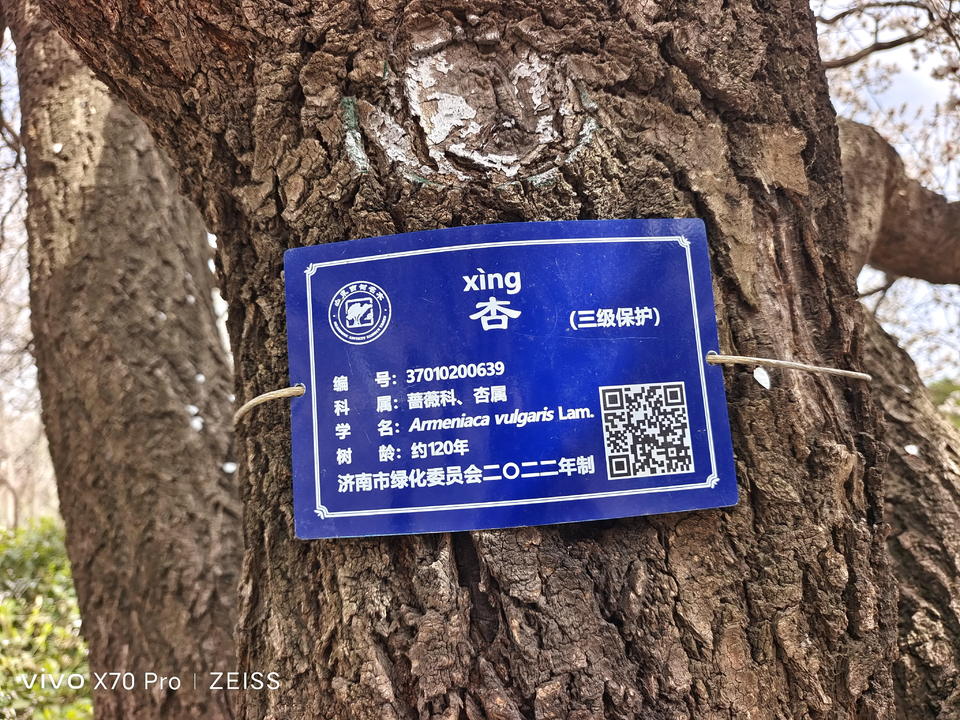 xìng
杏 (三级保护)
编 号：37010200639
科 属：蔷薇科、杏属
学 名：Armeniaca vulgaris Lam.
树 龄：约120年
济南市绿化委员会二〇二二年制
vivo X70 Pro | ZEISS